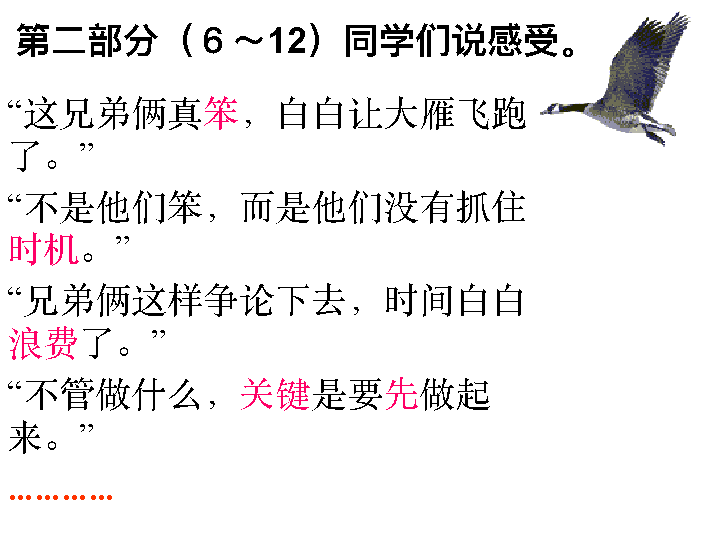 第二部分（６～12）同学们说感受。
“这兄弟俩真笨，白白让大雁飞跑
了。”
“不是他们笨，而是他们没有抓住
时机。”
“兄弟俩这样争论下去，时间白白
浪费了。”
“不管做什么，关键是要先做起
来。”
…………